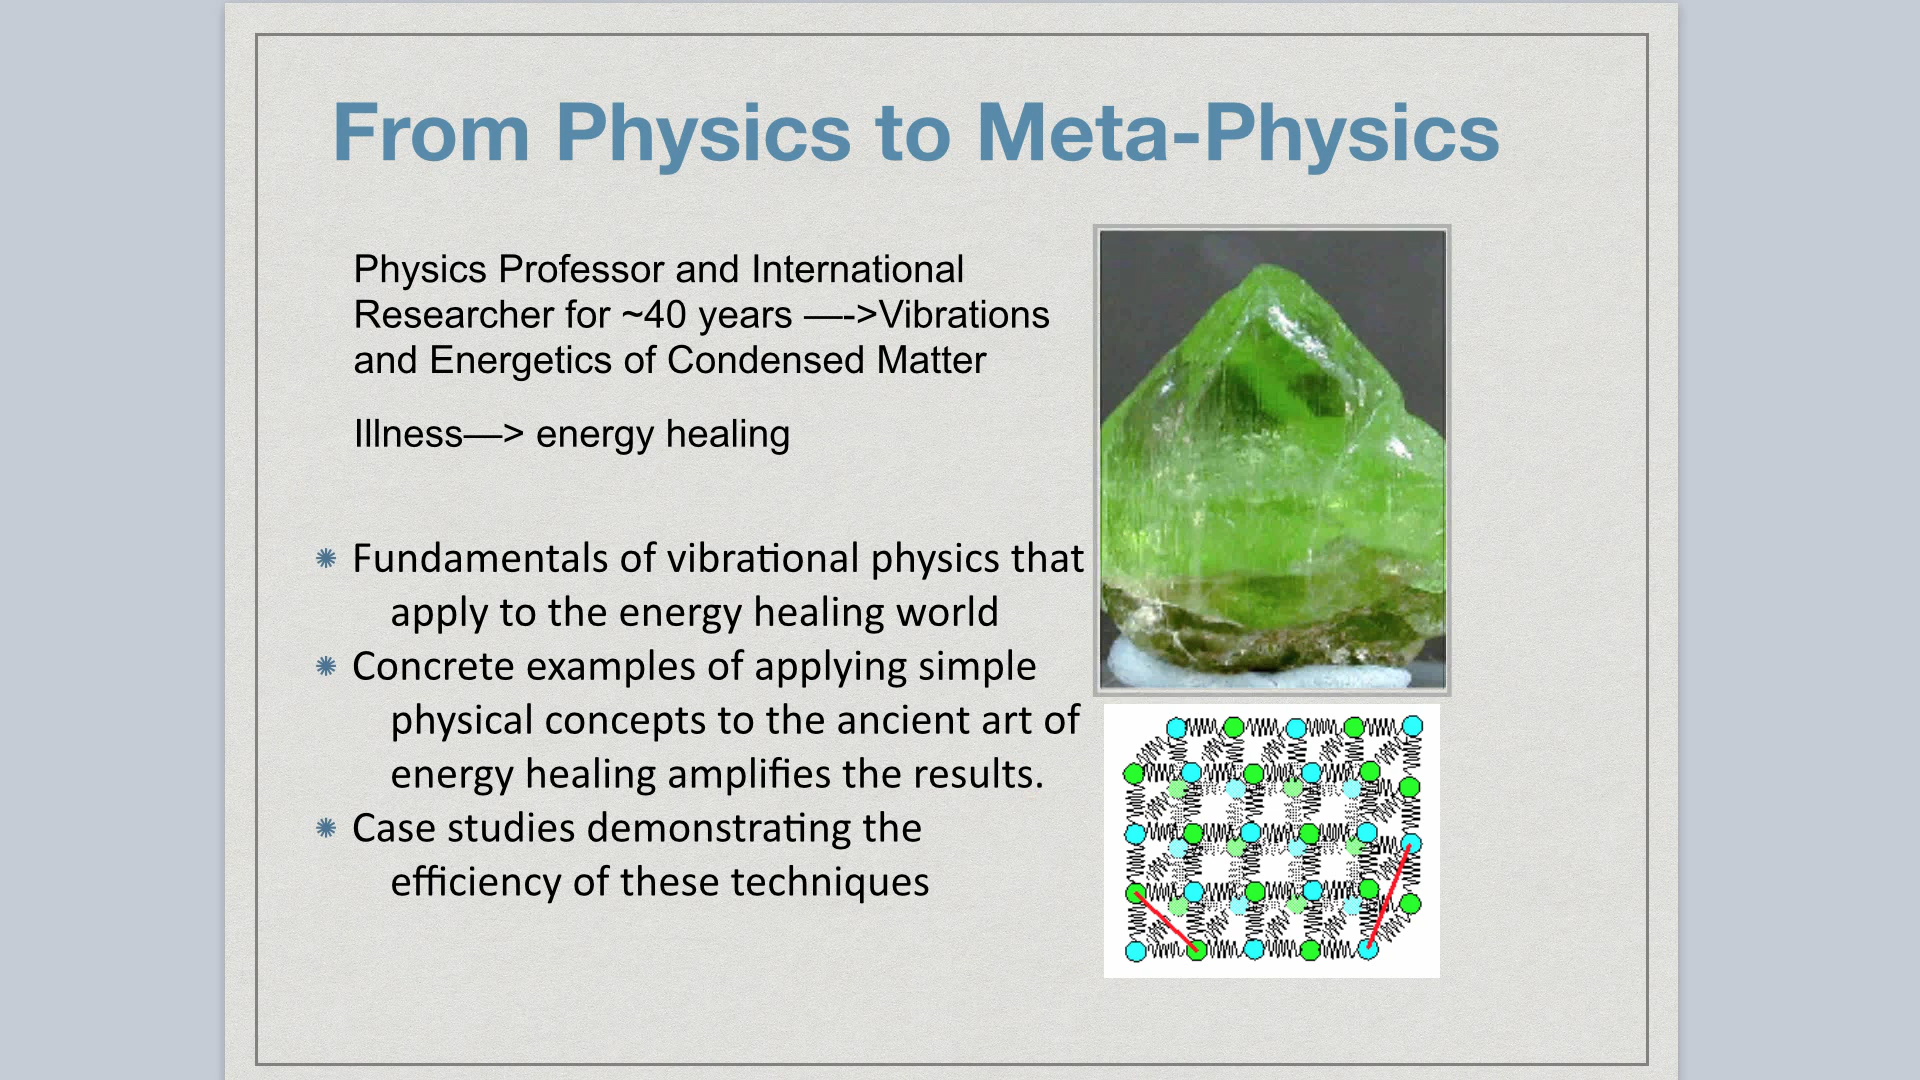 From Physics to Meta-Physics
Physics Professor and International
Researcher for ~40 years —->Vibrations
and Energetics of Condensed Matter
Illness—> energy healing
Fundamentals of vibrational physics that
apply to the energy healing world
Concrete examples of applying simple
physical concepts to the ancient art of
energy healing amplifies the results.
Case studies demonstrating the
efficiency of these techniques